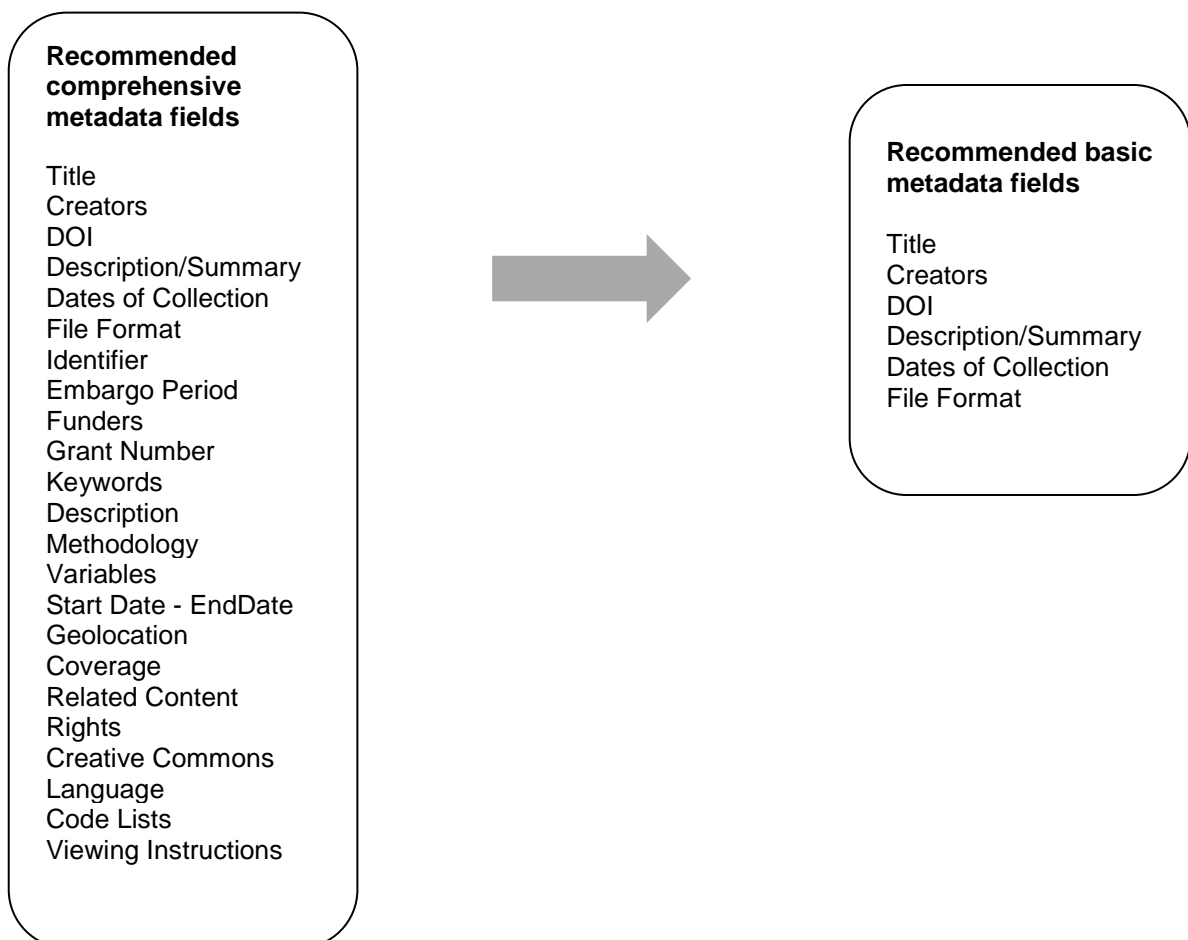 Recommended
comprehensive
metadata fields
Title
Creators
DOI
Description/Summary
Dates of Collection
File Format
Identifier
Embargo Period
Funders
Grant Number
Keywords
Description
Methodology
Variables
Start Date - EndDate
Geolocation
Coverage
Related Content
Rights
Creative Commons
Language
Code Lists
Viewing Instructions
Recommended basic
metadata fields
Title
Creators
DOI
Description/Summary
Dates of Collection
File Format